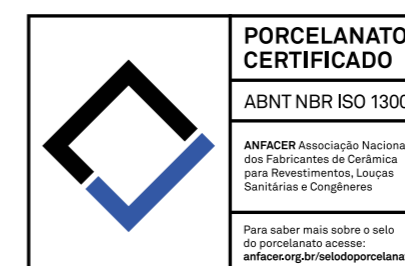 PORCELANATO
CERTIFICADO
ABNT NBR ISO 1300
ANFACER Associação Naciona
dos Fabricantes de Cerâmica
para Revestimentos, Louças
Sanitárias e Congêneres
Para saber mais sobre o selo
do porcelanato acesse:
anfacer.org.br/selodoporcelana